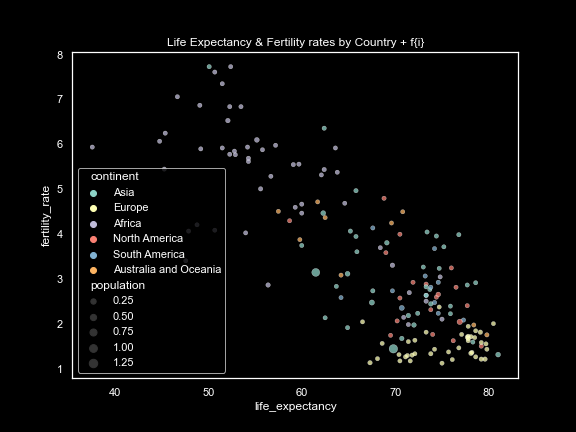 Life Expectancy & Fertility rates by Country + f{i}
8
7
6
5
4
3
2
1
fertility_rate
continent
Asia
Europe
Africa
North America
South America
Australia and Oceania
population
0.25
0.50
0.75
1.00
1.25
40 50 60 70 80
life_expectancy